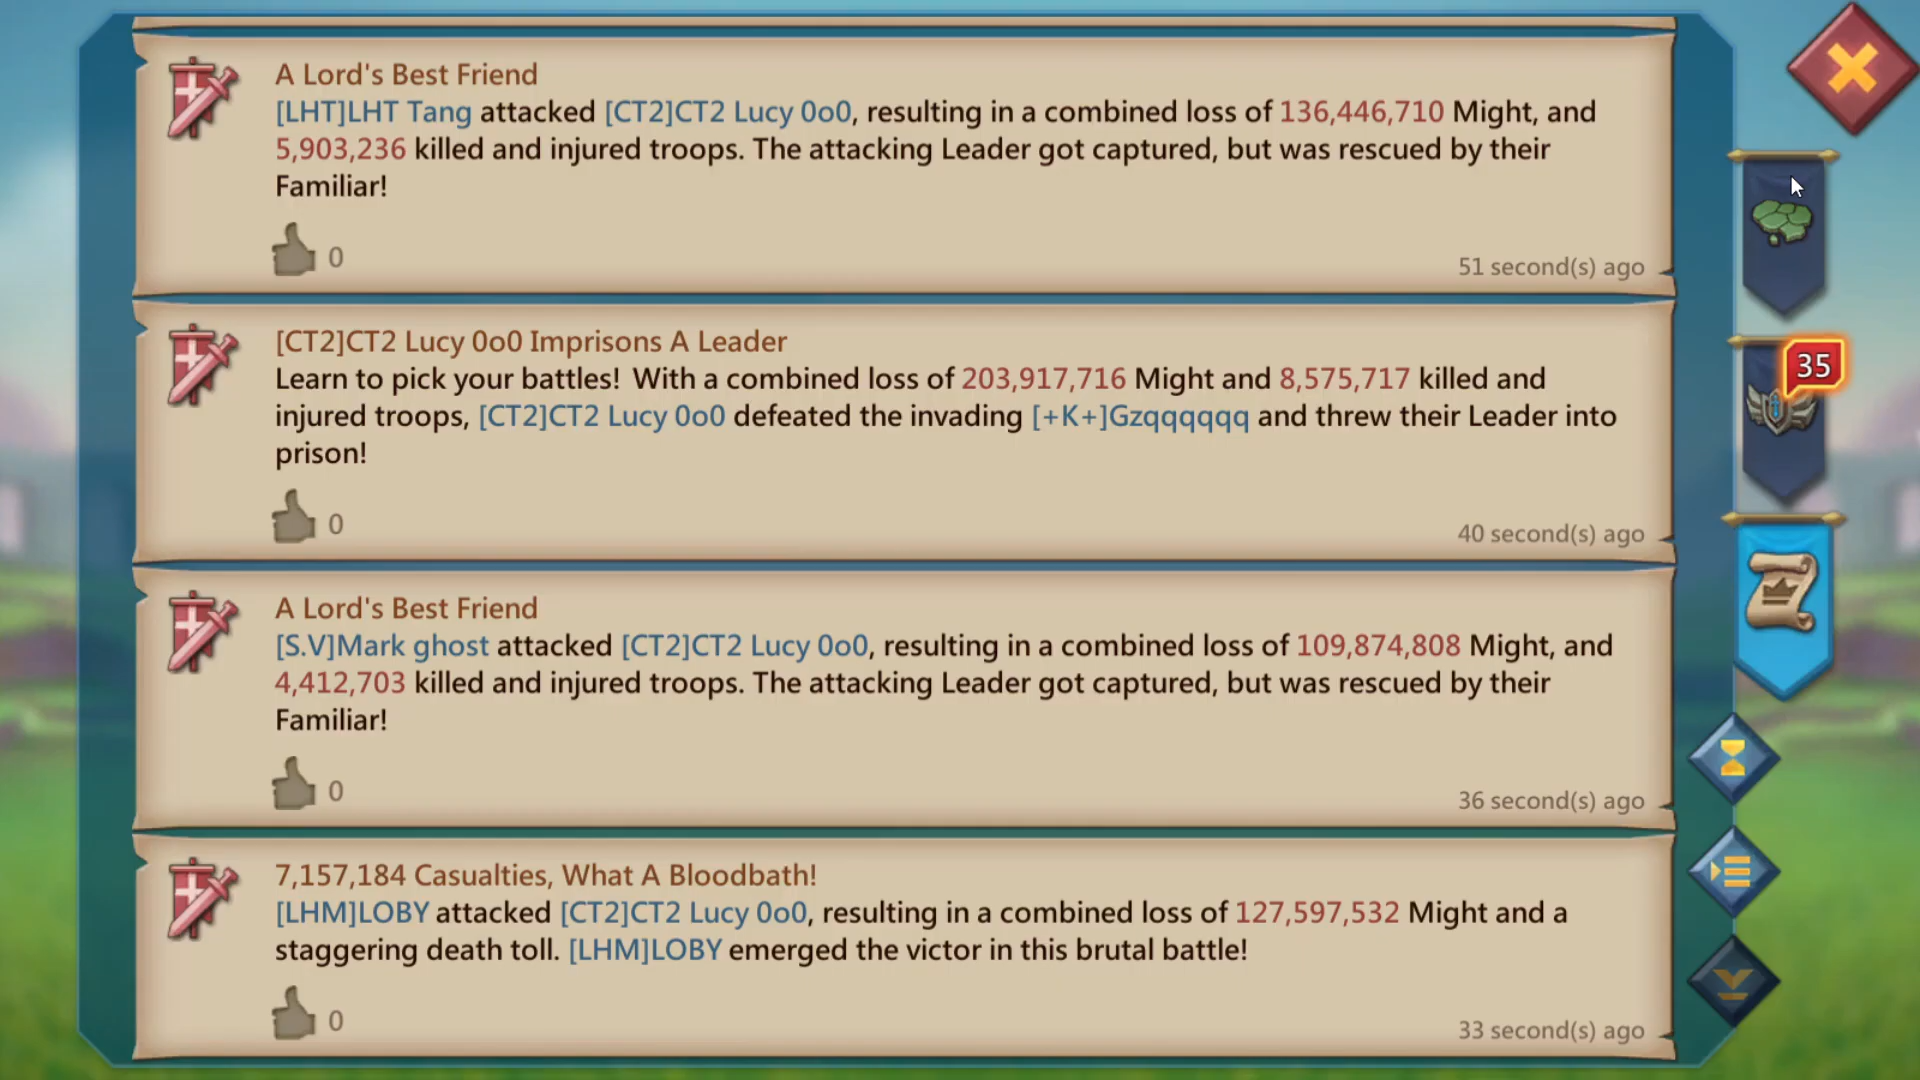 A Lord's Best Friend
[LHT]LHT Tang attacked [CT2]CT2 Lucy 0o0, resulting in a combined loss of 136,446,710 Might, and
5,903,236 killed and injured troops. The attacking Leader got captured, but was rescued by their
Familiar!
0
51 second(s) ago
[CT2]CT2 Lucy 0o0 Imprisons A Leader
Learn to pick your battles! With a combined loss of 203,917,716 Might and 8,575,717 killed and
injured troops, [CT2]CT2 Lucy 0o0 defeated the invading [+K+]Gzqqqqqq and threw their Leader into
prison!
0
40 second(s) ago
A Lord's Best Friend
[S.V]Mark ghost attacked [CT2]CT2 Lucy 0o0, resulting in a combined loss of 109,874,808 Might, and
4,412,703 killed and injured troops. The attacking Leader got captured, but was rescued by their
Familiar!
0
36 second(s) ago
7,157,184 Casualties, What A Bloodbath!
[LHM]LOBY attacked [CT2]CT2 Lucy 0o0, resulting in a combined loss of 127,597,532 Might and a
staggering death toll. [LHM]LOBY emerged the victor in this brutal battle!
0
33 second(s) ago
35